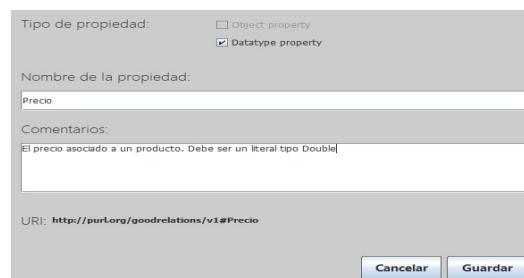 Tipo de propiedad:
Object property
Datatype property
Nombre de la propiedad:
Precio
Comentarios:
El precio asociado a un producto. Debe ser un literal tipo Double
URI: http://purl.org/goodrelations/v1#Precio
Cancelar
Guardar